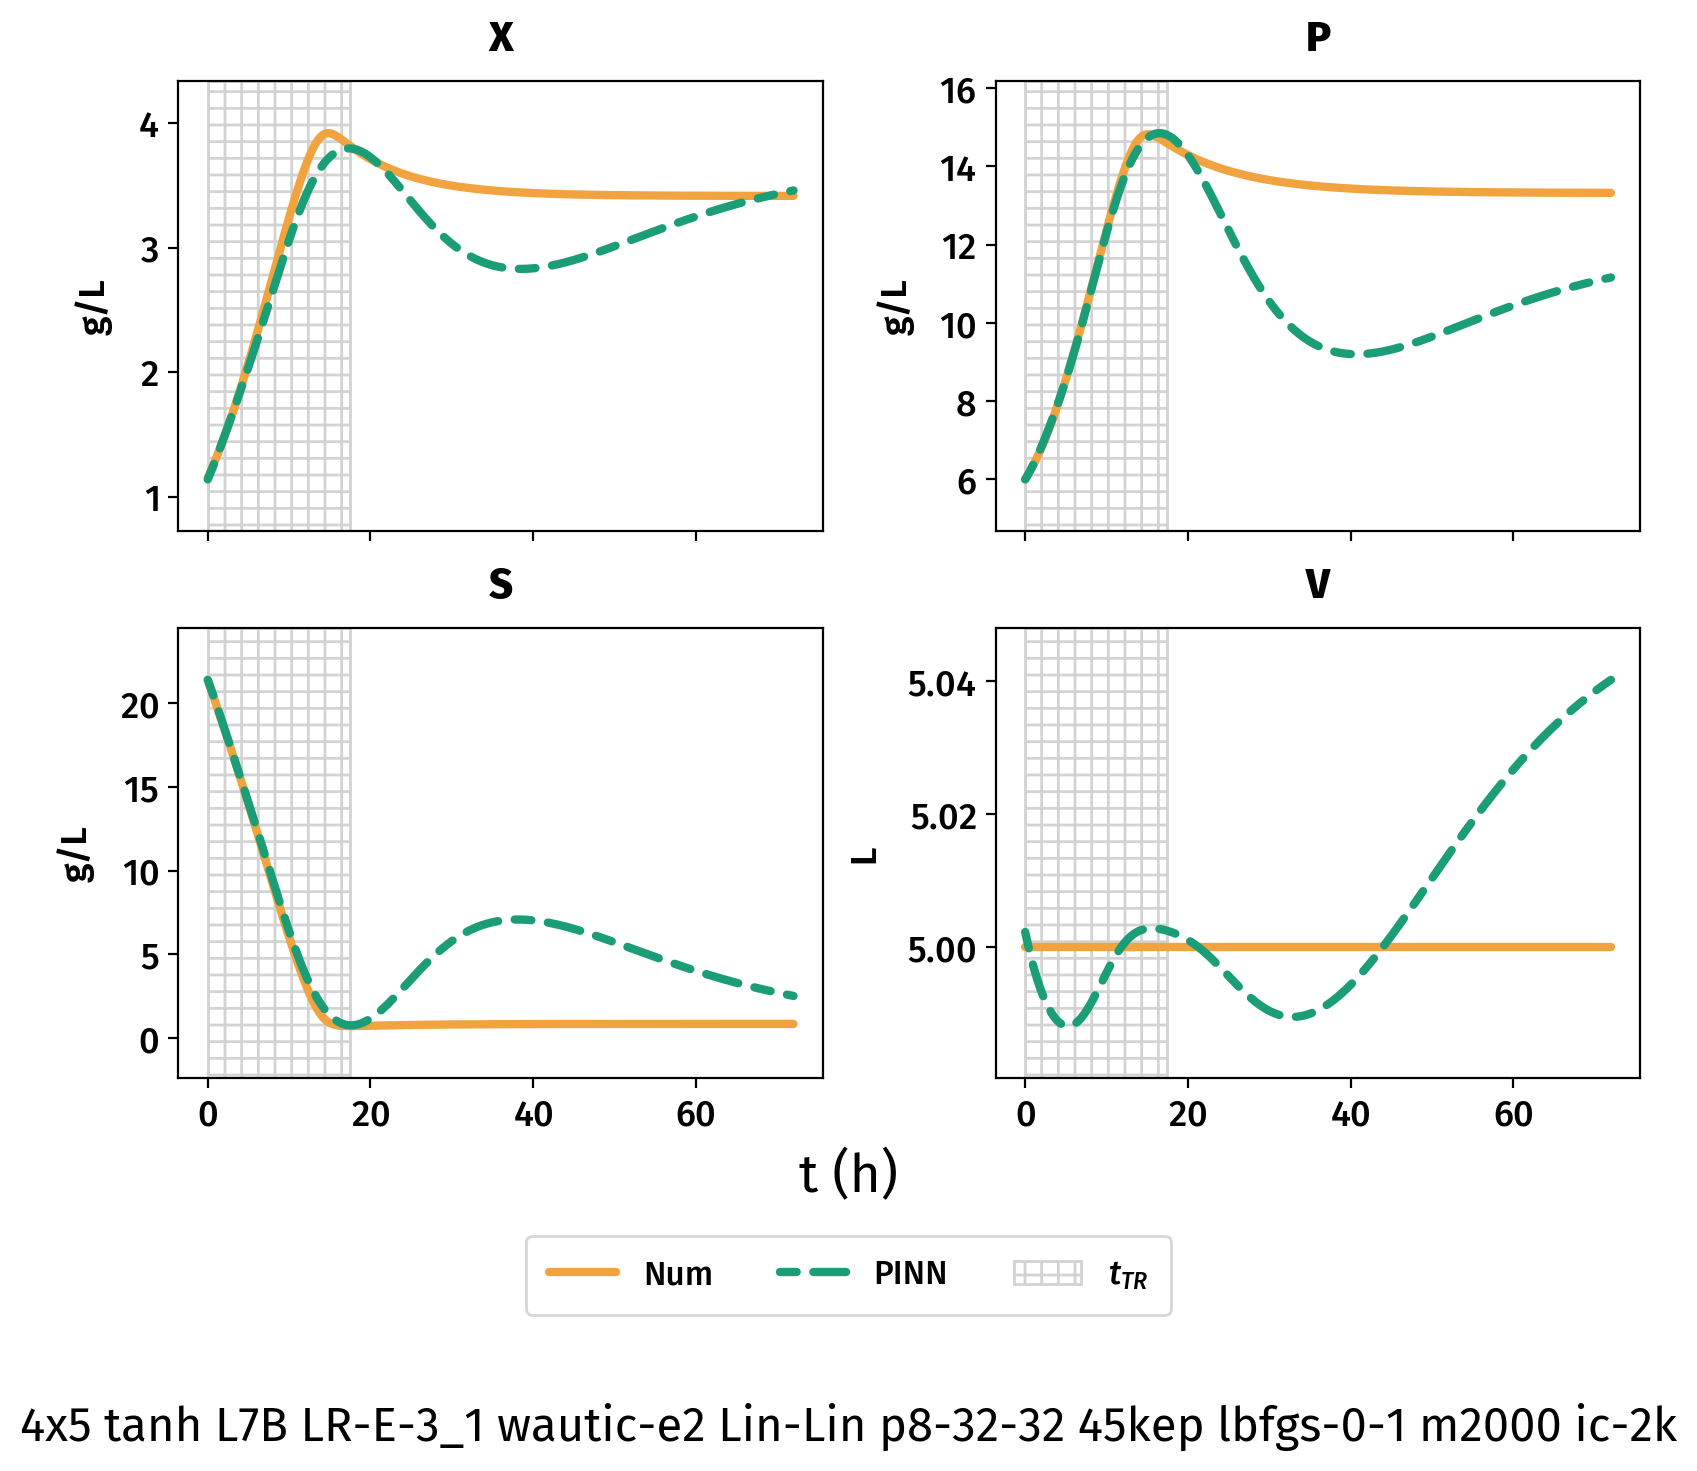 X
P
4
3
2
1
g/L
16
14
12
10
8
6
g/L
S
V
20
15
10
5
0
g/L
5.04
5.02
5.00
L
0 20 40 60
0 20 40 60
t (h)
Num PINN t_TR
4x5 tanh L7B LR-E-3_1 wautic-e2 Lin-Lin p8-32-32 45kep lbfgs-0-1 m2000 ic-2k